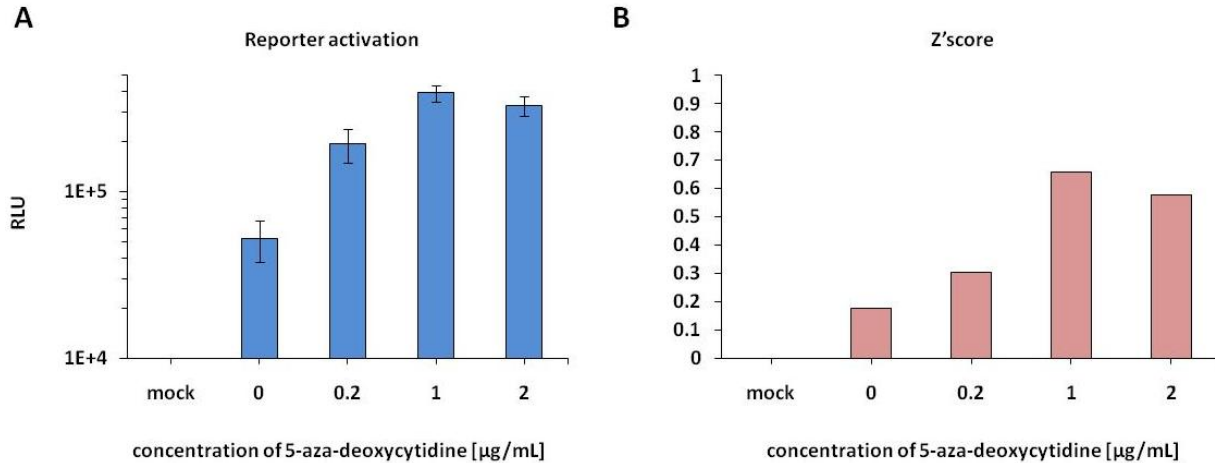 A
Reporter activation
RLU
1E+5
1E+4
mock 0 0.2 1 2
concentration of 5-aza-deoxycytidine [µg/mL]
B
Z'score
1
0.9
0.8
0.7
0.6
0.5
0.4
0.3
0.2
0.1
0
mock 0 0.2 1 2
concentration of 5-aza-deoxycytidine [µg/mL]